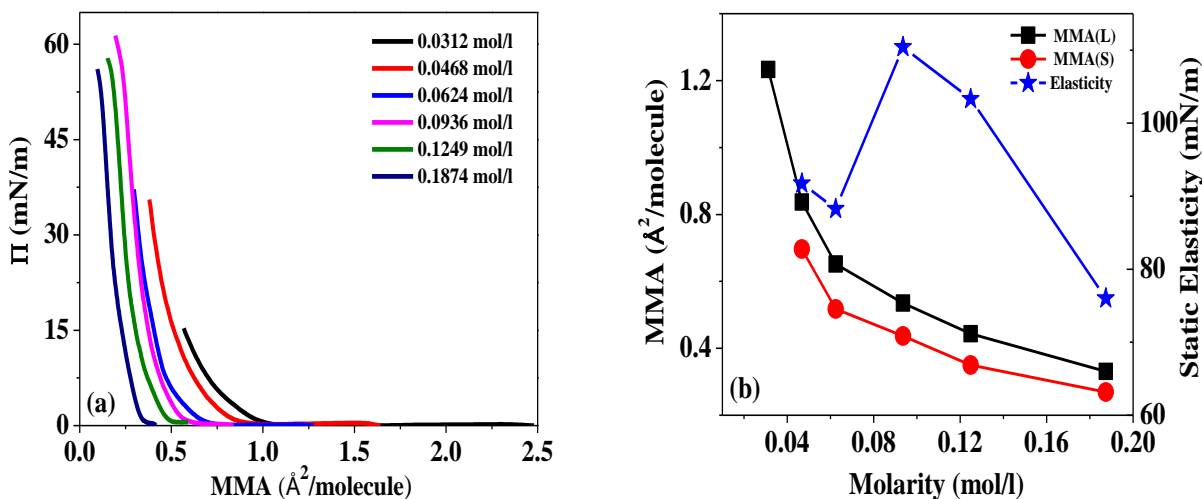 60
45
30
15
0
Π (mN/m)
0.0312 mol/l
0.0468 mol/l
0.0624 mol/l
0.0936 mol/l
0.1249 mol/l
0.1874 mol/l
(a)
0.0 0.5 1.0 1.5 2.0 2.5
MMA (Å²/molecule)
1.2
0.8
0.4
MMA (Å²/molecule)
MMA(L)
MMA(S)
Elasticity
(b)
100
80
60
Static Elasticity (mN/m)
0.04 0.08 0.12 0.16 0.20
Molarity (mol/l)